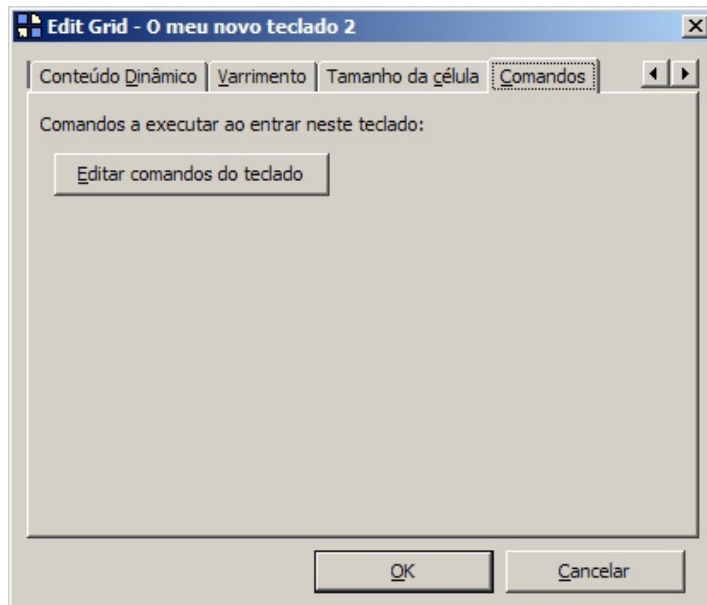 Edit Grid - O meu novo teclado 2
Conteúdo Dinâmico Varrimento Tamanho da célula Comandos
Comandos a executar ao entrar neste teclado:
Editar comandos do teclado
OK Cancelar